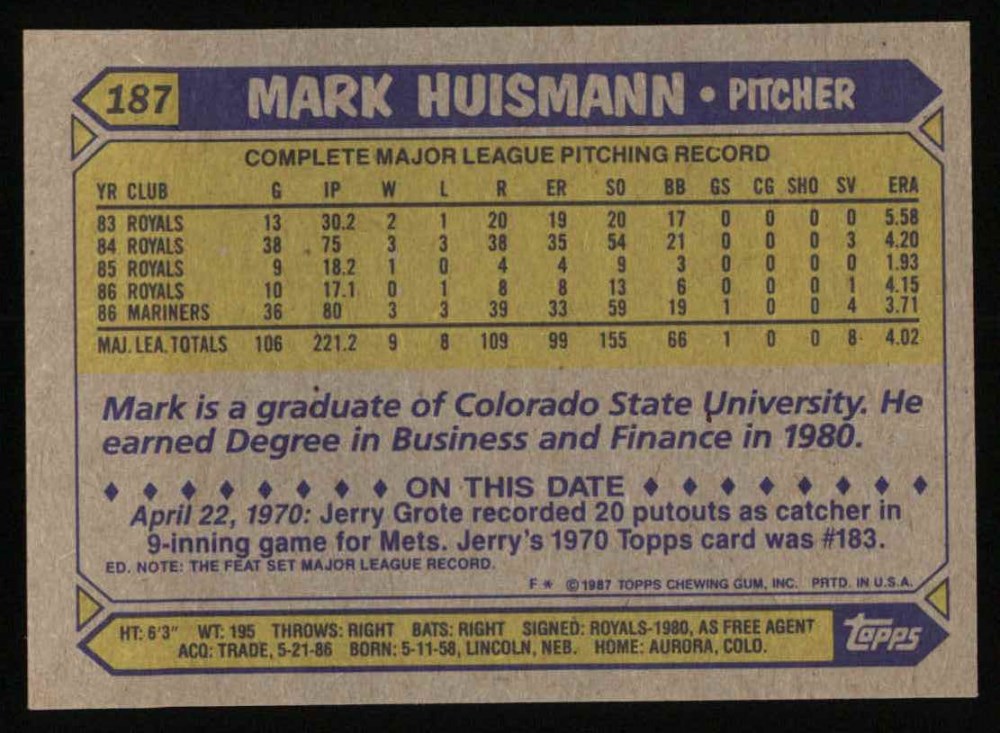 187 MARK HUISMANN • PITCHER
COMPLETE MAJOR LEAGUE PITCHING RECORD
YR CLUB G IP W L R ER SO BB GS CG SHO SV ERA
83 ROYALS 13 30.2 2 1 20 19 20 17 0 0 0 0 5.58
84 ROYALS 38 75 3 3 38 35 54 21 0 0 0 3 4.20
85 ROYALS 9 18.2 1 0 4 4 9 3 0 0 0 0 1.93
86 ROYALS 10 17.1 0 1 8 8 13 6 0 0 0 1 4.15
86 MARINERS 36 80 3 3 39 33 59 19 1 0 0 4 3.71
MAJ. LEA. TOTALS 106 221.2 9 8 109 99 155 66 1 0 0 8 4.02
Mark is a graduate of Colorado State University. He
earned Degree in Business and Finance in 1980.
♦ ♦ ♦ ♦ ♦ ♦ ♦ ♦ ON THIS DATE ♦ ♦ ♦ ♦ ♦ ♦ ♦ ♦
April 22, 1970: Jerry Grote recorded 20 putouts as catcher in
9-inning game for Mets. Jerry's 1970 Topps card was #183.
ED. NOTE: THE FEAT SET MAJOR LEAGUE RECORD.
F * © 1987 TOPPS CHEWING GUM, INC. PRTD. IN U.S.A.
HT: 6'3" WT: 195 THROWS: RIGHT BATS: RIGHT SIGNED: ROYALS-1980, AS FREE AGENT
ACQ: TRADE, 5-21-86 BORN: 5-11-58, LINCOLN, NEB. HOME: AURORA, COLO.
Topps